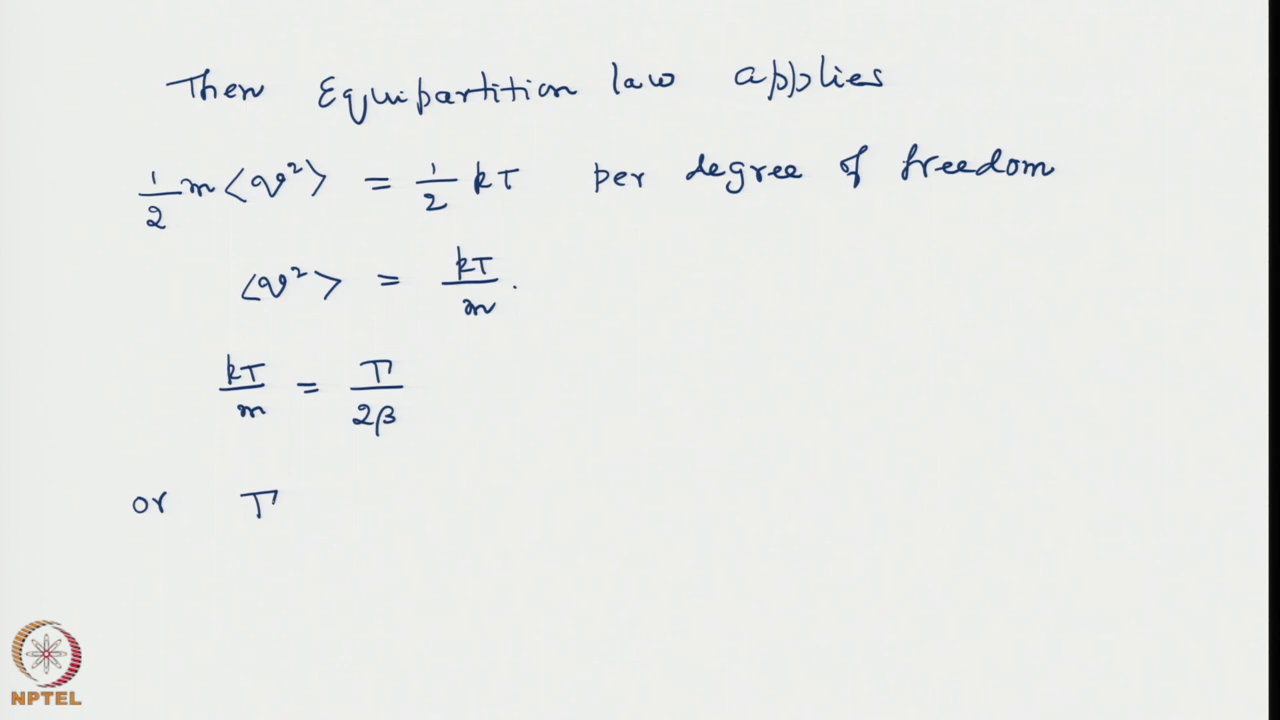 Then Equipartition law applies
1/2 m<v²> = 1/2 kT per degree of freedom
<v²> = kT/m.
kT/m = Γ/2β
or Γ
NPTEL